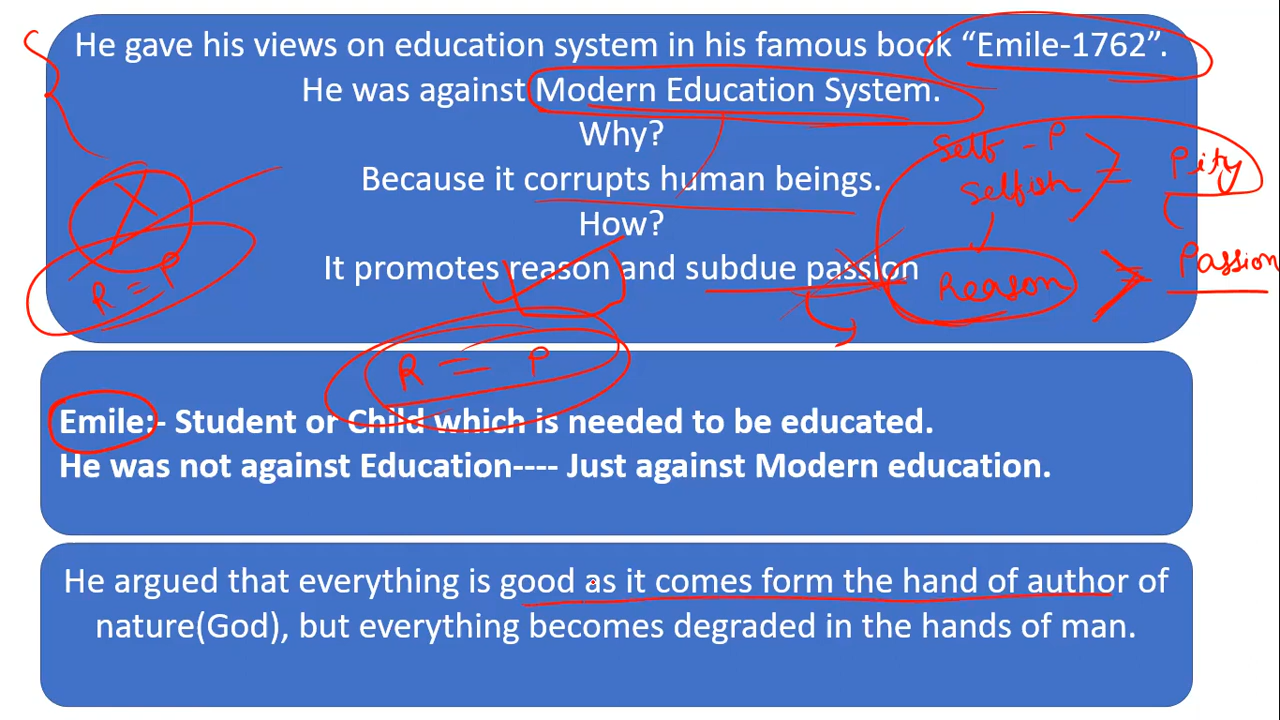 He gave his views on education system in his famous book “Emile-1762”.
He was against Modern Education System.
Why?
Because it corrupts human beings.
How?
It promotes reason and subdue passion
Self - P
Selfish
>
=
Pity
Reason
>
=
Passion
R = P
R = P
Emile:- Student or Child which is needed to be educated.
He was not against Education---- Just against Modern education.
He argued that everything is good as it comes form the hand of author of
nature(God), but everything becomes degraded in the hands of man.